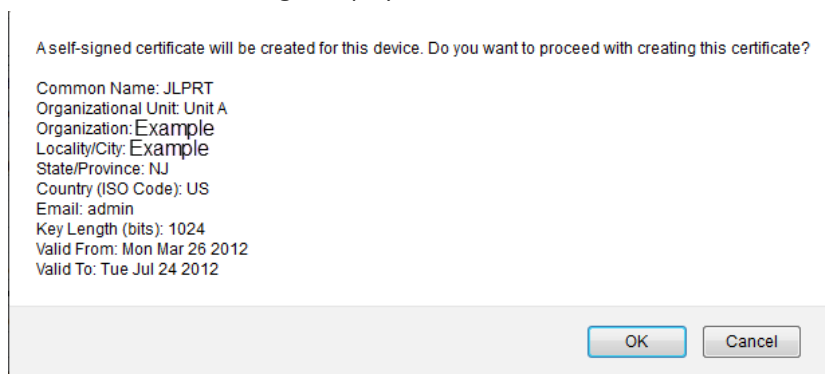 A self-signed certificate will be created for this device. Do you want to proceed with creating this certificate?
Common Name: JLPRT
Organizational Unit: Unit A
Organization: Example
Locality/City: Example
State/Province: NJ
Country (ISO Code): US
Email: admin
Key Length (bits): 1024
Valid From: Mon Mar 26 2012
Valid To: Tue Jul 24 2012
OK Cancel